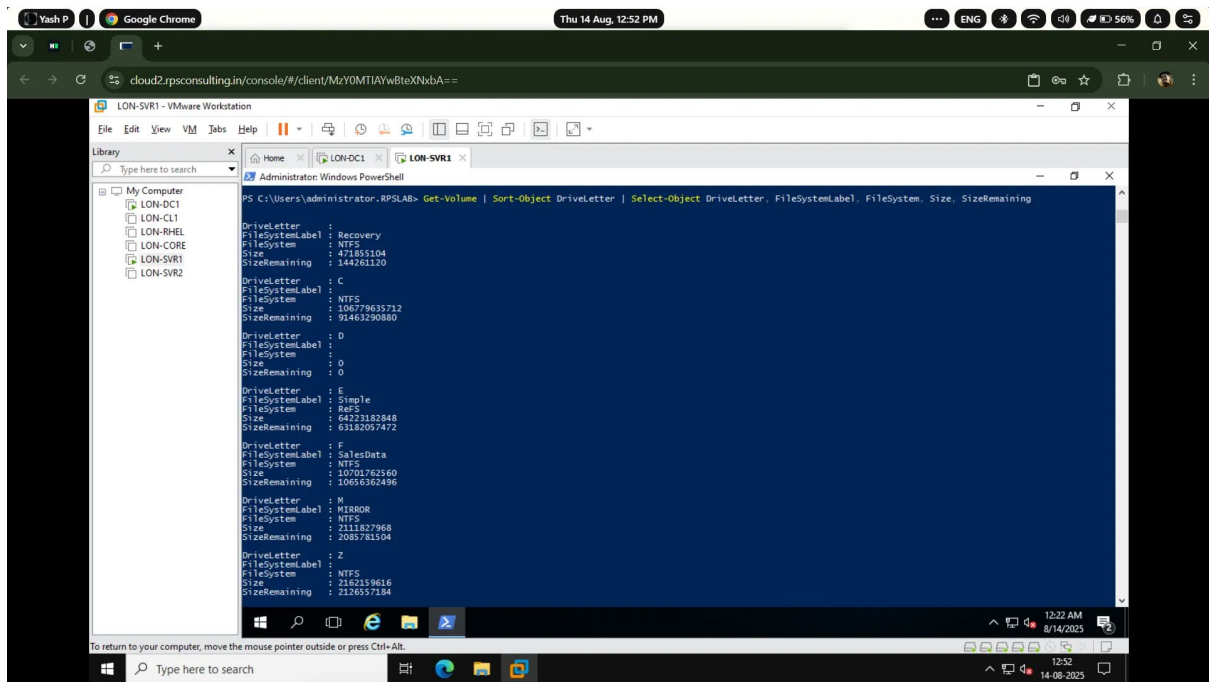 Yash P
Google Chrome
Thu 14 Aug, 12:52 PM
ENG
56%
cloud2.rpsconsulting.in/console/#/client/MzY0MTIAYwBteXNxbA==
LON-SVR1 - VMware Workstation
File Edit View VM Tabs Help
Library
Type here to search
My Computer
LON-DC1
LON-CL1
LON-RHEL
LON-CORE
LON-SVR1
LON-SVR2
Home
LON-DC1
LON-SVR1
Administrator: Windows PowerShell
PS C:\Users\administrator.RPSLAB> Get-Volume | Sort-Object DriveLetter | Select-Object DriveLetter, FileSystemLabel, FileSystem, Size, SizeRemaining
DriveLetter :
FileSystemLabel : Recovery
FileSystem : NTFS
Size : 471855104
SizeRemaining : 144261120
DriveLetter : C
FileSystemLabel :
FileSystem : NTFS
Size : 106779635712
SizeRemaining : 91463290880
DriveLetter : D
FileSystemLabel :
FileSystem :
Size : 0
SizeRemaining : 0
DriveLetter : E
FileSystemLabel : Simple
FileSystem : ReFS
Size : 64223182848
SizeRemaining : 63182057472
DriveLetter : F
FileSystemLabel : SalesData
FileSystem : NTFS
Size : 10701762560
SizeRemaining : 10656362496
DriveLetter : M
FileSystemLabel : MIRROR
FileSystem : NTFS
Size : 2111827968
SizeRemaining : 2085781504
DriveLetter : Z
FileSystemLabel :
FileSystem : NTFS
Size : 2162159616
SizeRemaining : 2126557184
12:22 AM
8/14/2025
2
To return to your computer, move the mouse pointer outside or press Ctrl+Alt.
Type here to search
12:52
14-08-2025